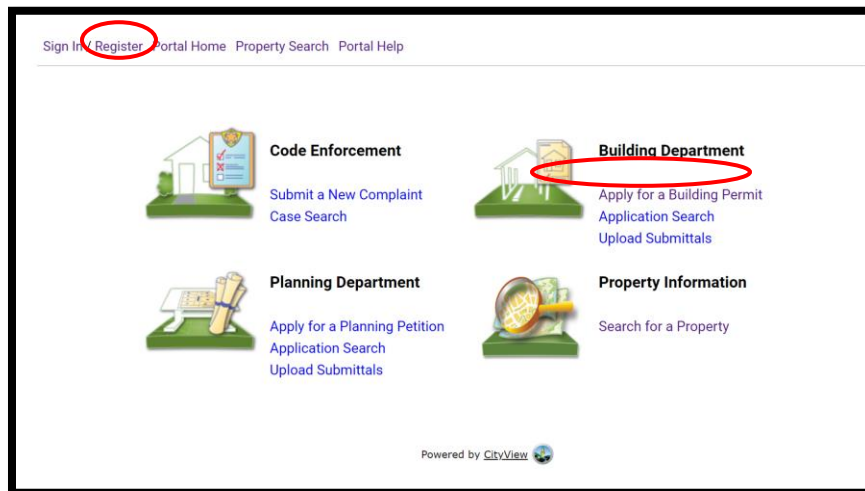 Sign In / Register Portal Home Property Search Portal Help
Code Enforcement
Submit a New Complaint
Case Search
Building Department
Apply for a Building Permit
Application Search
Upload Submittals
Planning Department
Apply for a Planning Petition
Application Search
Upload Submittals
Property Information
Search for a Property
Powered by CityView